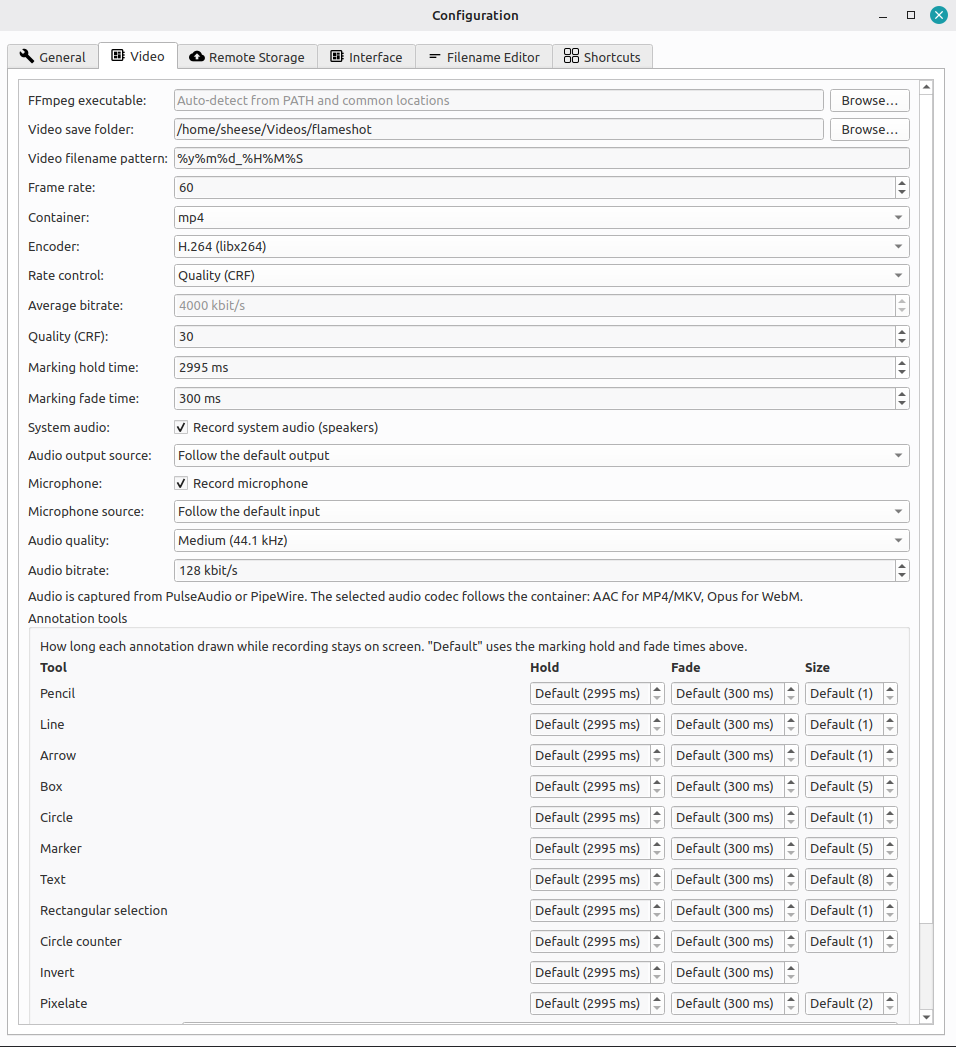 Configuration
General Video Remote Storage Interface Filename Editor Shortcuts
FFmpeg executable: Auto-detect from PATH and common locations Browse...
Video save folder: /home/sheese/Videos/flameshot Browse...
Video filename pattern: %y%m%d_%H%M%S
Frame rate: 60
Container: mp4
Encoder: H.264 (libx264)
Rate control: Quality (CRF)
Average bitrate: 4000 kbit/s
Quality (CRF): 30
Marking hold time: 2995 ms
Marking fade time: 300 ms
System audio: Record system audio (speakers)
Audio output source: Follow the default output
Microphone: Record microphone
Microphone source: Follow the default input
Audio quality: Medium (44.1 kHz)
Audio bitrate: 128 kbit/s
Audio is captured from PulseAudio or PipeWire. The selected audio codec follows the container: AAC for MP4/MKV, Opus for WebM.
Annotation tools
How long each annotation drawn while recording stays on screen. "Default" uses the marking hold and fade times above.
Tool Hold Fade Size
Pencil Default (2995 ms) Default (300 ms) Default (1)
Line Default (2995 ms) Default (300 ms) Default (1)
Arrow Default (2995 ms) Default (300 ms) Default (1)
Box Default (2995 ms) Default (300 ms) Default (5)
Circle Default (2995 ms) Default (300 ms) Default (1)
Marker Default (2995 ms) Default (300 ms) Default (5)
Text Default (2995 ms) Default (300 ms) Default (8)
Rectangular selection Default (2995 ms) Default (300 ms) Default (1)
Circle counter Default (2995 ms) Default (300 ms) Default (1)
Invert Default (2995 ms) Default (300 ms)
Pixelate Default (2995 ms) Default (300 ms) Default (2)